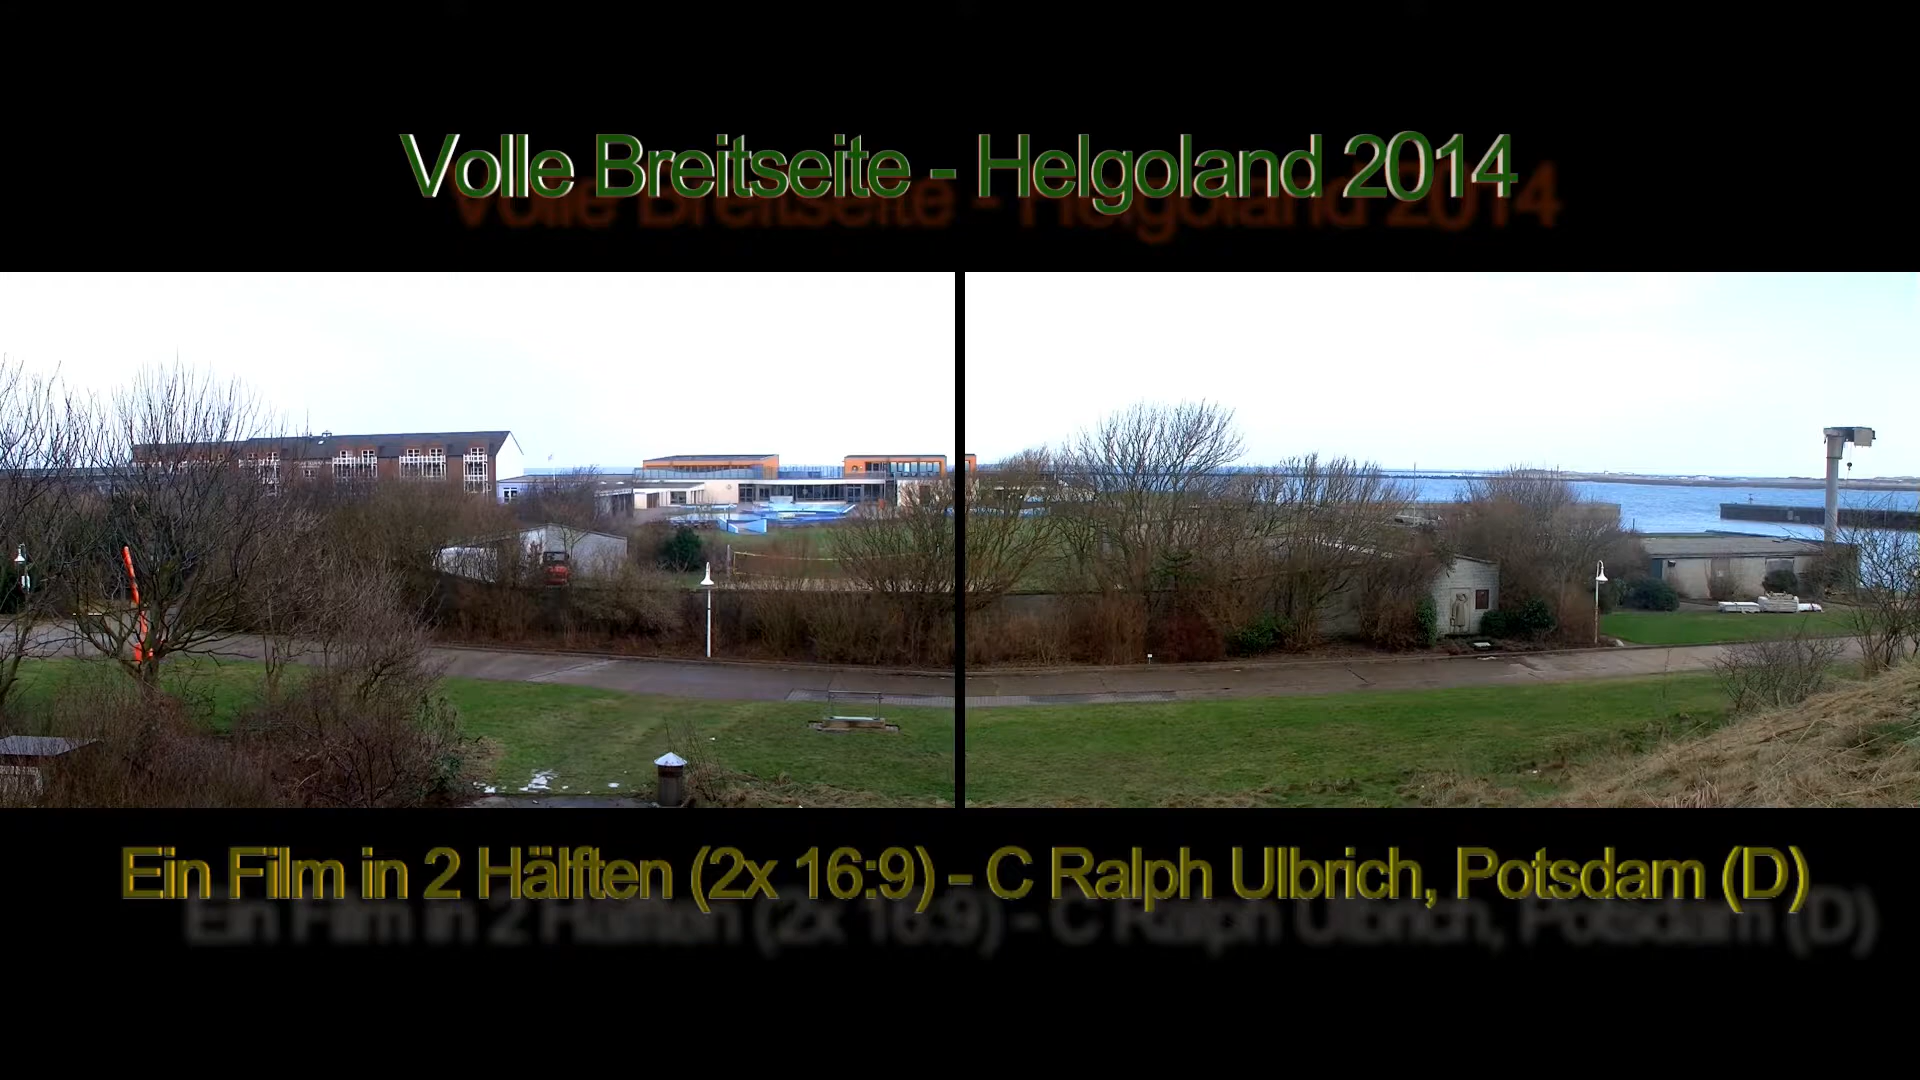 Volle Breitseite - Helgoland 2014
Ein Film in 2 Hälften (2x 16:9) - C Ralph Ulbrich, Potsdam (D)